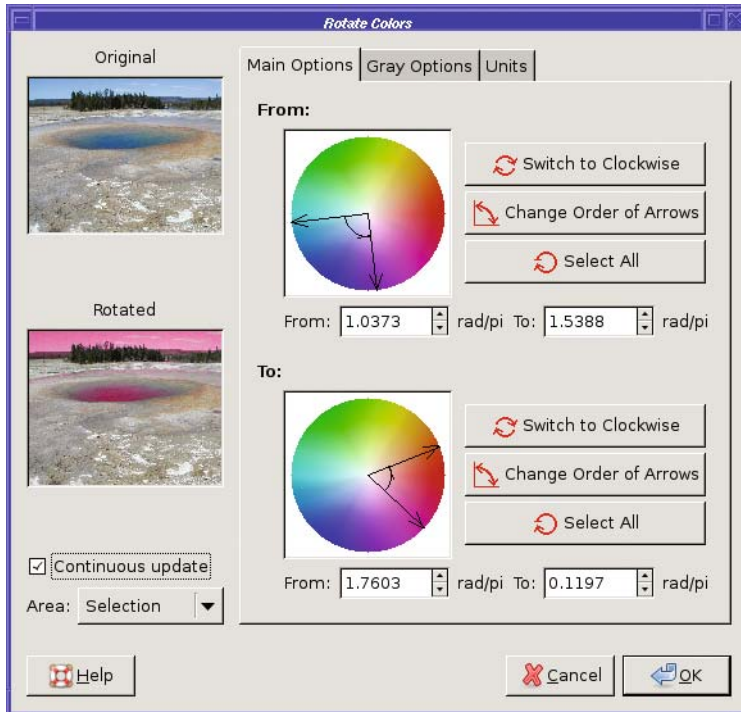 Rotate Colors
Original
Rotated
Continuous update
Area: Selection
Main Options Gray Options Units
From:
Switch to Clockwise
Change Order of Arrows
Select All
From: 1.0373 rad/pi To: 1.5388 rad/pi
To:
Switch to Clockwise
Change Order of Arrows
Select All
From: 1.7603 rad/pi To: 0.1197 rad/pi
Help Cancel OK